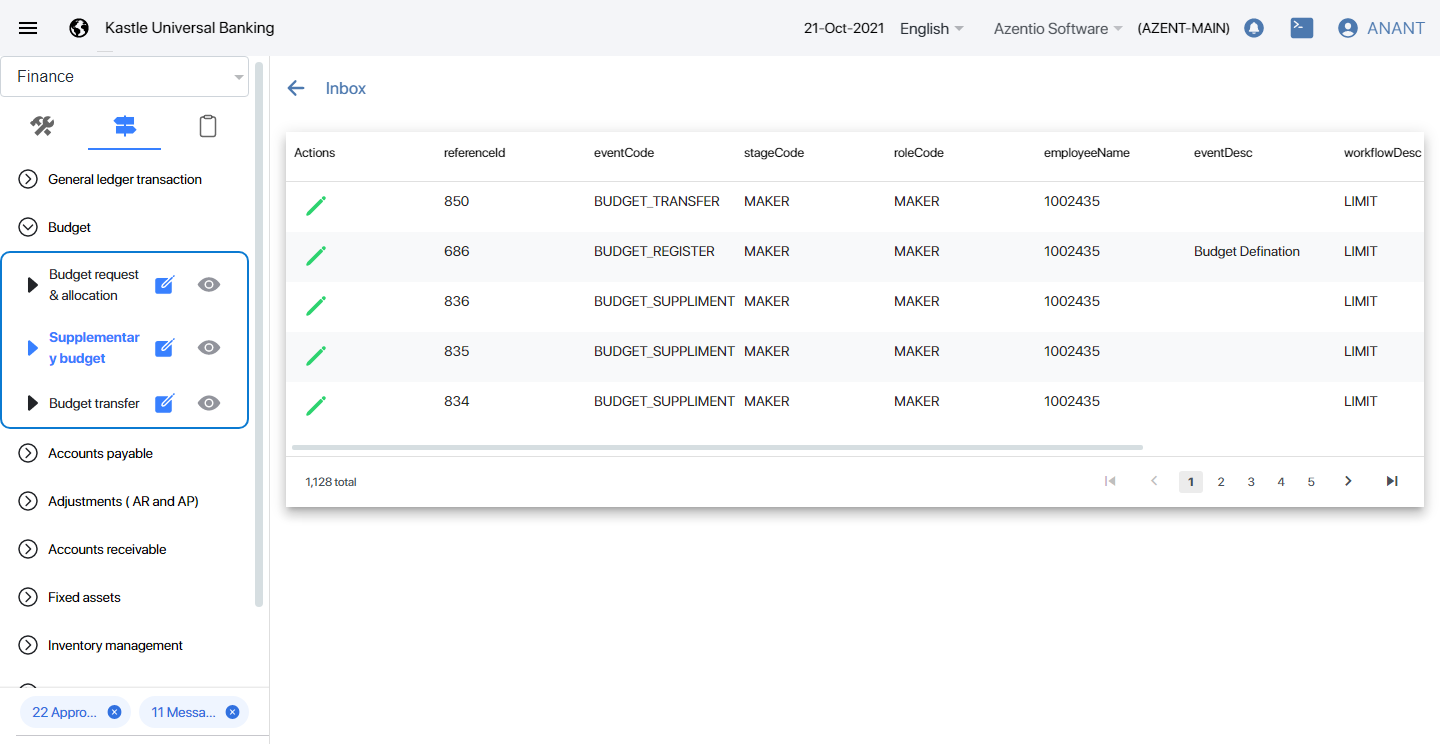 Kastle Universal Banking
21-Oct-2021 English Azentio Software (AZENT-MAIN) ANANT
Finance
General ledger transaction
Budget
Budget request
& allocation
Supplementar
y budget
Budget transfer
Accounts payable
Adjustments ( AR and AP)
Accounts receivable
Fixed assets
Inventory management
22 Appro...
11 Messa...
Inbox
Actions referenceId eventCode stageCode roleCode employeeName eventDesc workflowDesc
850 BUDGET_TRANSFER MAKER MAKER 1002435 LIMIT
686 BUDGET_REGISTER MAKER MAKER 1002435 Budget Defination LIMIT
836 BUDGET_SUPPLIMENT MAKER MAKER 1002435 LIMIT
835 BUDGET_SUPPLIMENT MAKER MAKER 1002435 LIMIT
834 BUDGET_SUPPLIMENT MAKER MAKER 1002435 LIMIT
1,128 total
1 2 3 4 5